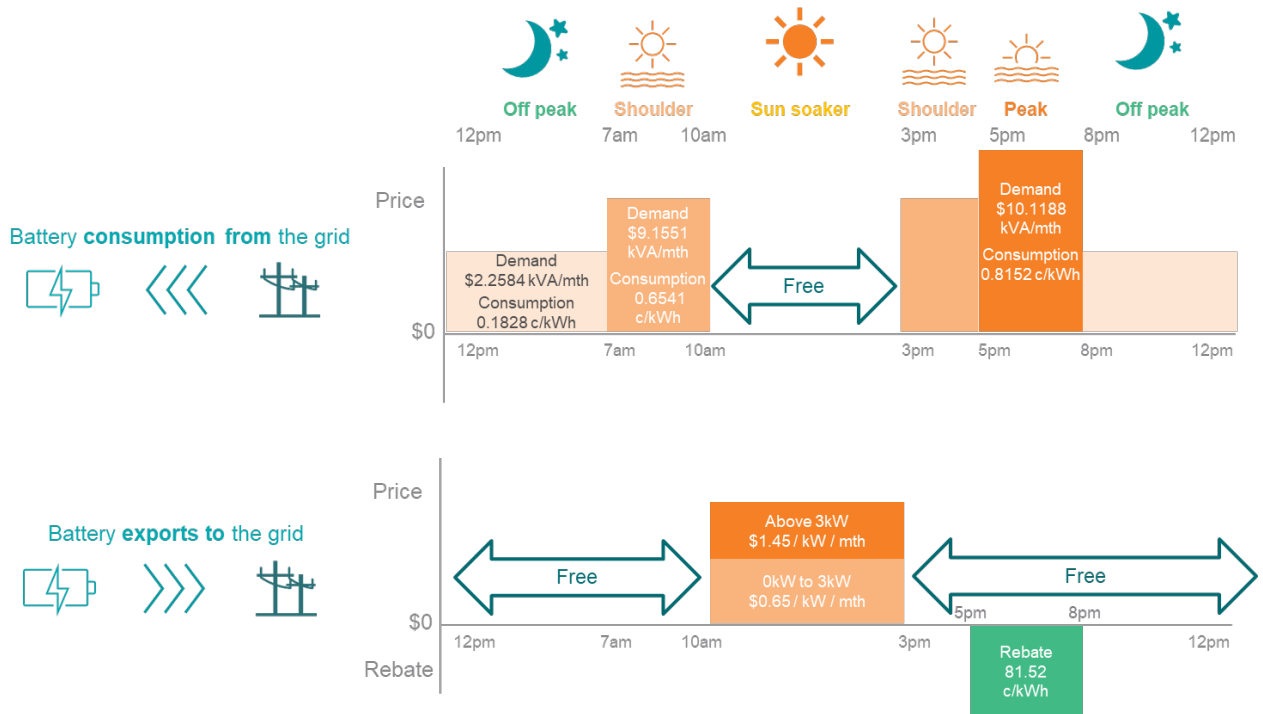 Off peak
Shoulder
Sun soaker
Shoulder
Peak
Off peak
12pm
7am
10am
3pm
5pm
8pm
12pm
Price
Battery consumption from the grid
Demand
$2.2584 kVA/mth
Consumption
0.1828 c/kWh
Demand
$9.1551
kVA/mth
Consumption
0.6541
c/kWh
Free
Demand
$10.1188
kVA/mth
Consumption
0.8152 c/kWh
$0
12pm
7am
10am
3pm
5pm
8pm
12pm
Price
Battery exports to the grid
Free
Above 3kW
$1.45 / kW / mth
0kW to 3kW
$0.65 / kW / mth
Free
5pm
8pm
$0
12pm
7am
10am
3pm
12pm
Rebate
Rebate
81.52
c/kWh